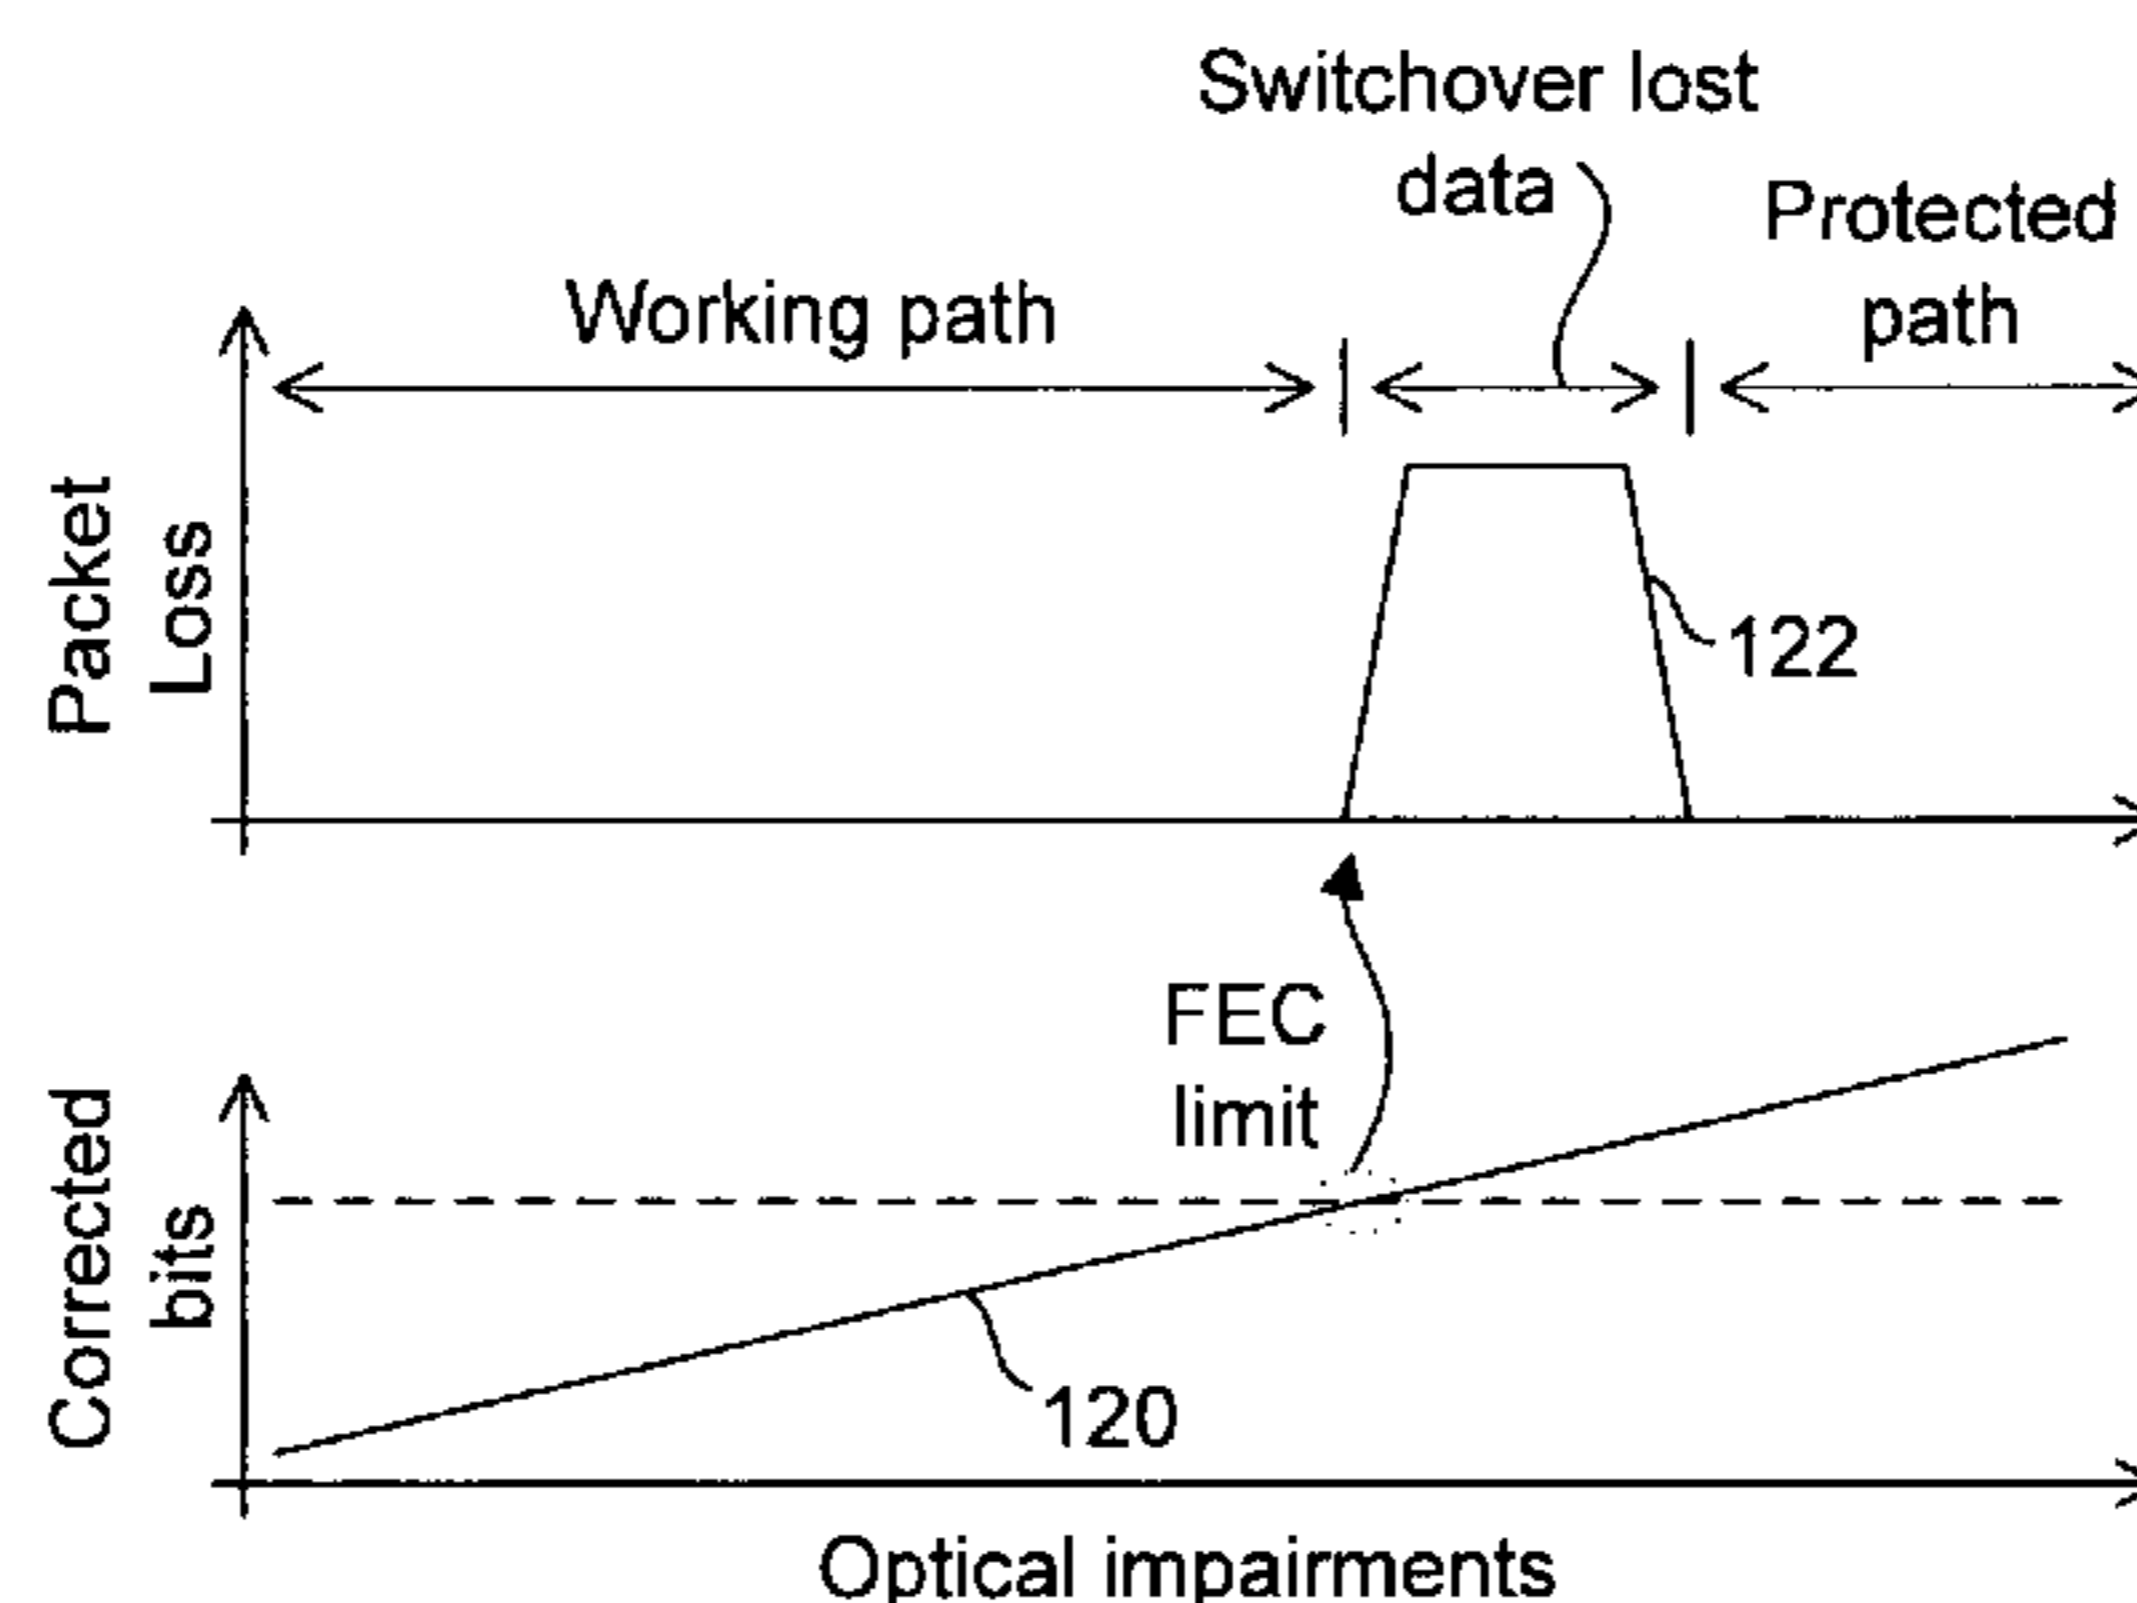 Switchover lost
data
Protected
path
Working path
Packet
Loss
122
FEC
limit
Corrected
bits
120
Optical impairments